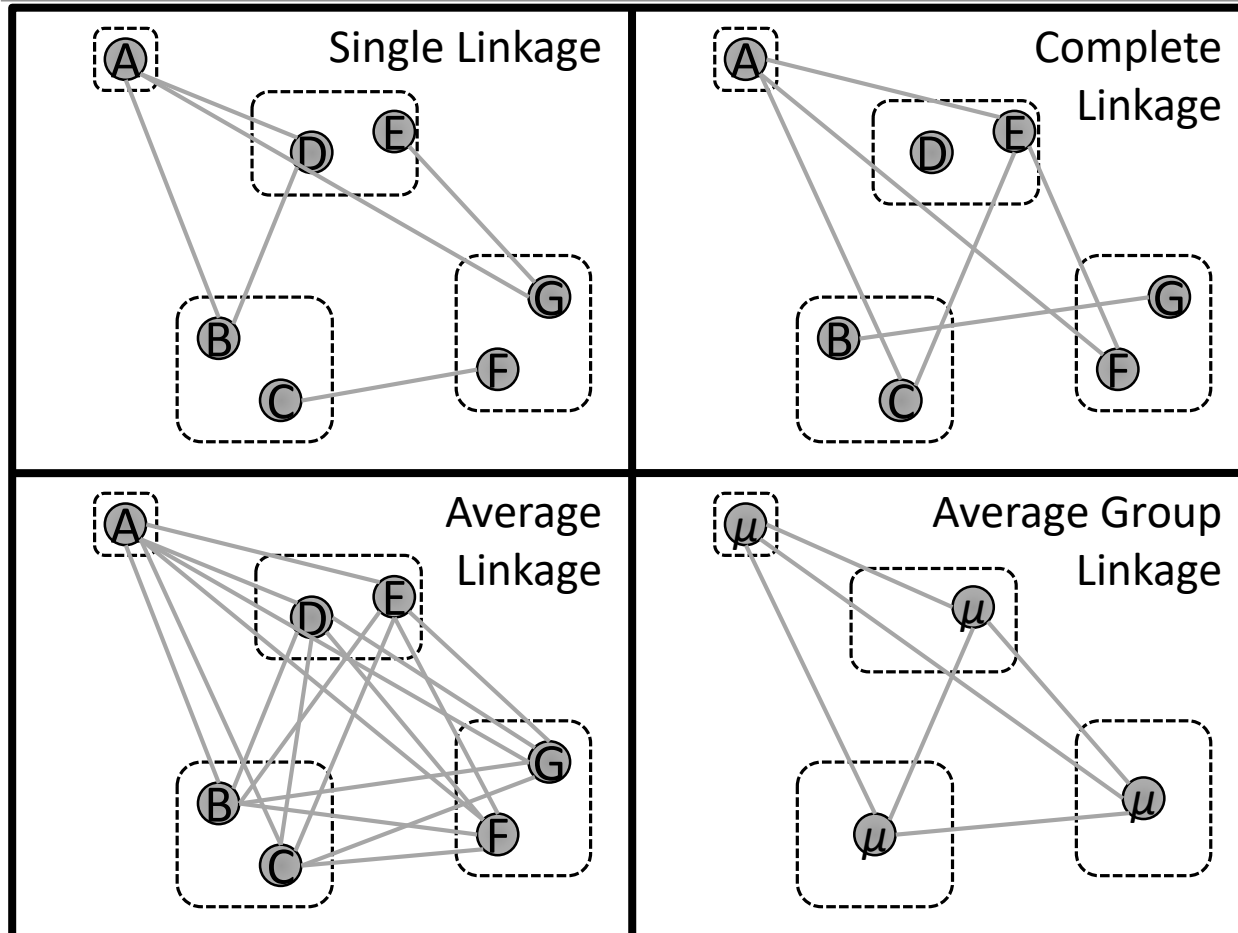 Single Linkage
A
D
E
B
C
G
F
Complete
Linkage
A
D
E
B
C
G
F
Average
Linkage
A
D
E
B
C
G
F
Average Group
Linkage
μ
μ
μ
μ